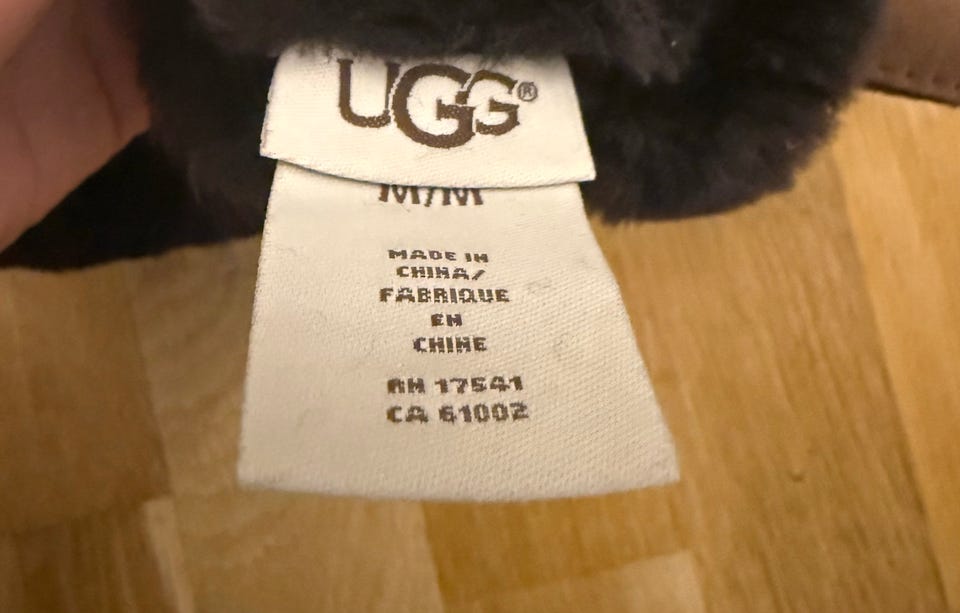 UGG®
M/M
MADE IN
CHINA/
FABRIQUE
EN
CHINE
RN 17541
CA 61002